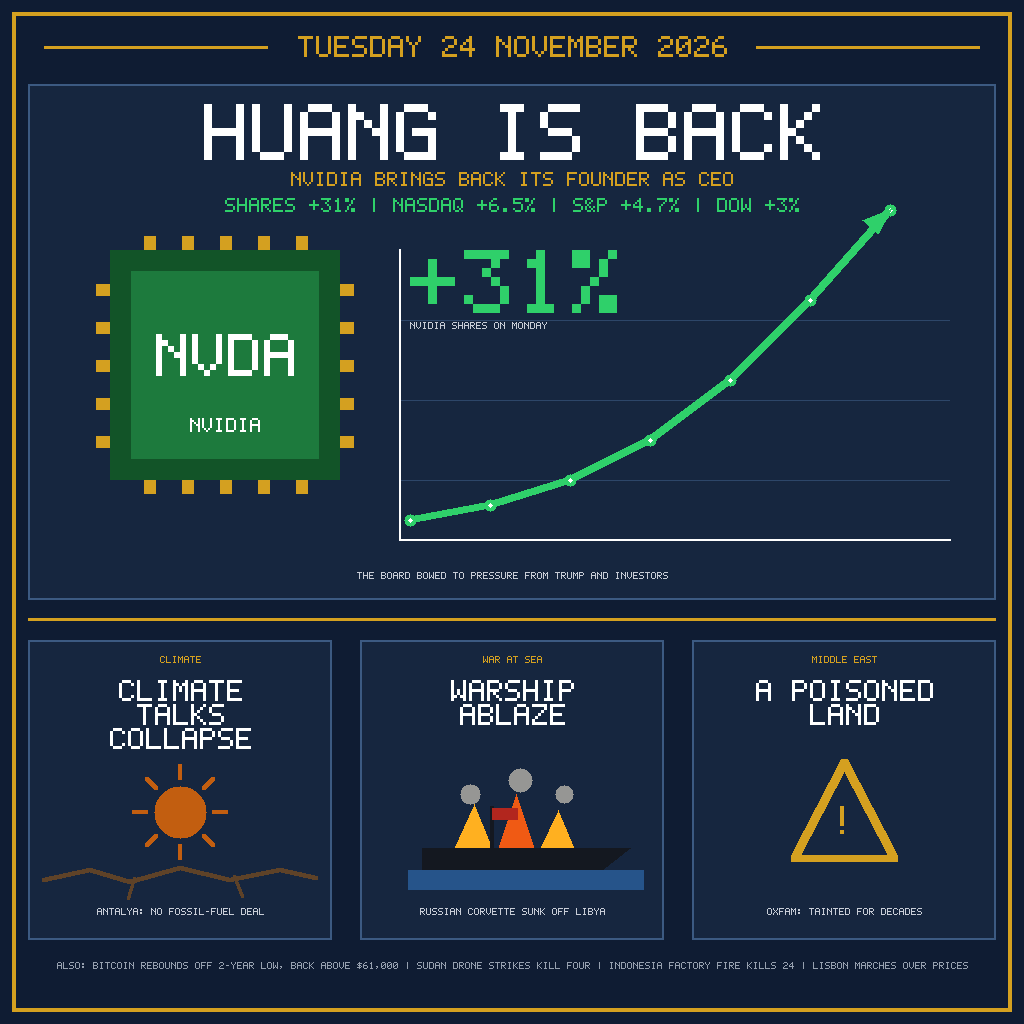 TUESDAY 24 NOVEMBER 2026
HUANG IS BACK
NVIDIA BRINGS BACK ITS FOUNDER AS CEO
SHARES +31% | NASDAQ +6.5% | S&P +4.7% | DOW +3%
+31%
NVIDIA SHARES ON MONDAY
NVDA
NVIDIA
THE BOARD BOWED TO PRESSURE FROM TRUMP AND INVESTORS
CLIMATE
CLIMATE
TALKS
COLLAPSE
ANTALYA: NO FOSSIL-FUEL DEAL
WAR AT SEA
WARSHIP
ABLAZE
RUSSIAN CORVETTE SUNK OFF LIBYA
MIDDLE EAST
A POISONED
LAND
!
OXFAM: TAINTED FOR DECADES
ALSO: BITCOIN REBOUNDS OFF 2-YEAR LOW, BACK ABOVE $61,000 | SUDAN DRONE STRIKES KILL FOUR | INDONESIA FACTORY FIRE KILLS 24 | LISBON MARCHES OVER PRICES